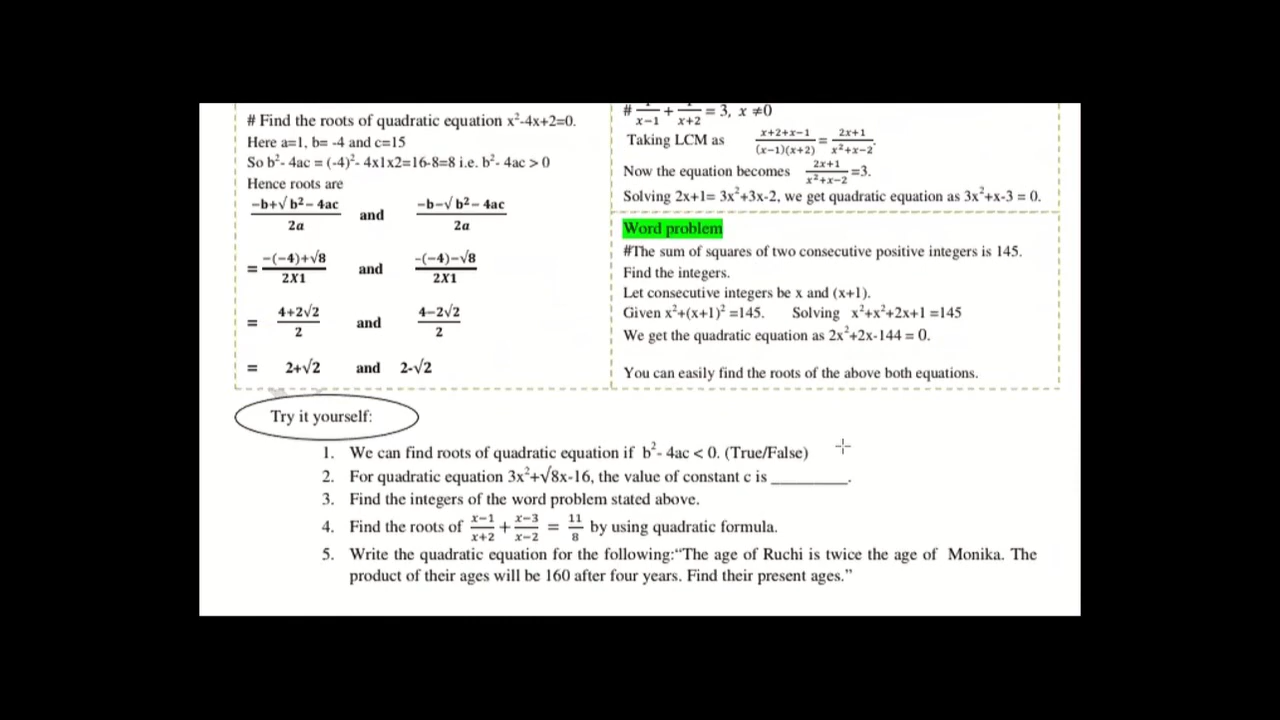 # Find the roots of quadratic equation x²-4x+2=0.
Here a=1, b= -4 and c=15
So b²- 4ac = (-4)²- 4x1x2=16-8=8 i.e. b²- 4ac > 0
Hence roots are
(−b+√b²−4ac)/2a and (−b−√b²−4ac)/2a
= (−(−4)+√8)/2X1 and (−(−4)−√8)/2X1
= (4+2√2)/2 and (4−2√2)/2
= 2+√2 and 2-√2
# /(x−1) + /(x+2) = 3, x ≠0
Taking LCM as (x+2+x−1)/((x−1)(x+2)) = (2x+1)/(x²+x−2).
Now the equation becomes (2x+1)/(x²+x−2) =3.
Solving 2x+1= 3x²+3x-2, we get quadratic equation as 3x²+x-3 = 0.
Word problem
#The sum of squares of two consecutive positive integers is 145.
Find the integers.
Let consecutive integers be x and (x+1).
Given x²+(x+1)² =145. Solving x²+x²+2x+1 =145
We get the quadratic equation as 2x²+2x-144 = 0.
You can easily find the roots of the above both equations.
Try it yourself:
1. We can find roots of quadratic equation if b²- 4ac < 0. (True/False)
2. For quadratic equation 3x²+√8x-16, the value of constant c is _________.
3. Find the integers of the word problem stated above.
4. Find the roots of (x−1)/(x+2) + (x−3)/(x−2) = 11/8 by using quadratic formula.
5. Write the quadratic equation for the following:“The age of Ruchi is twice the age of Monika. The
product of their ages will be 160 after four years. Find their present ages.”